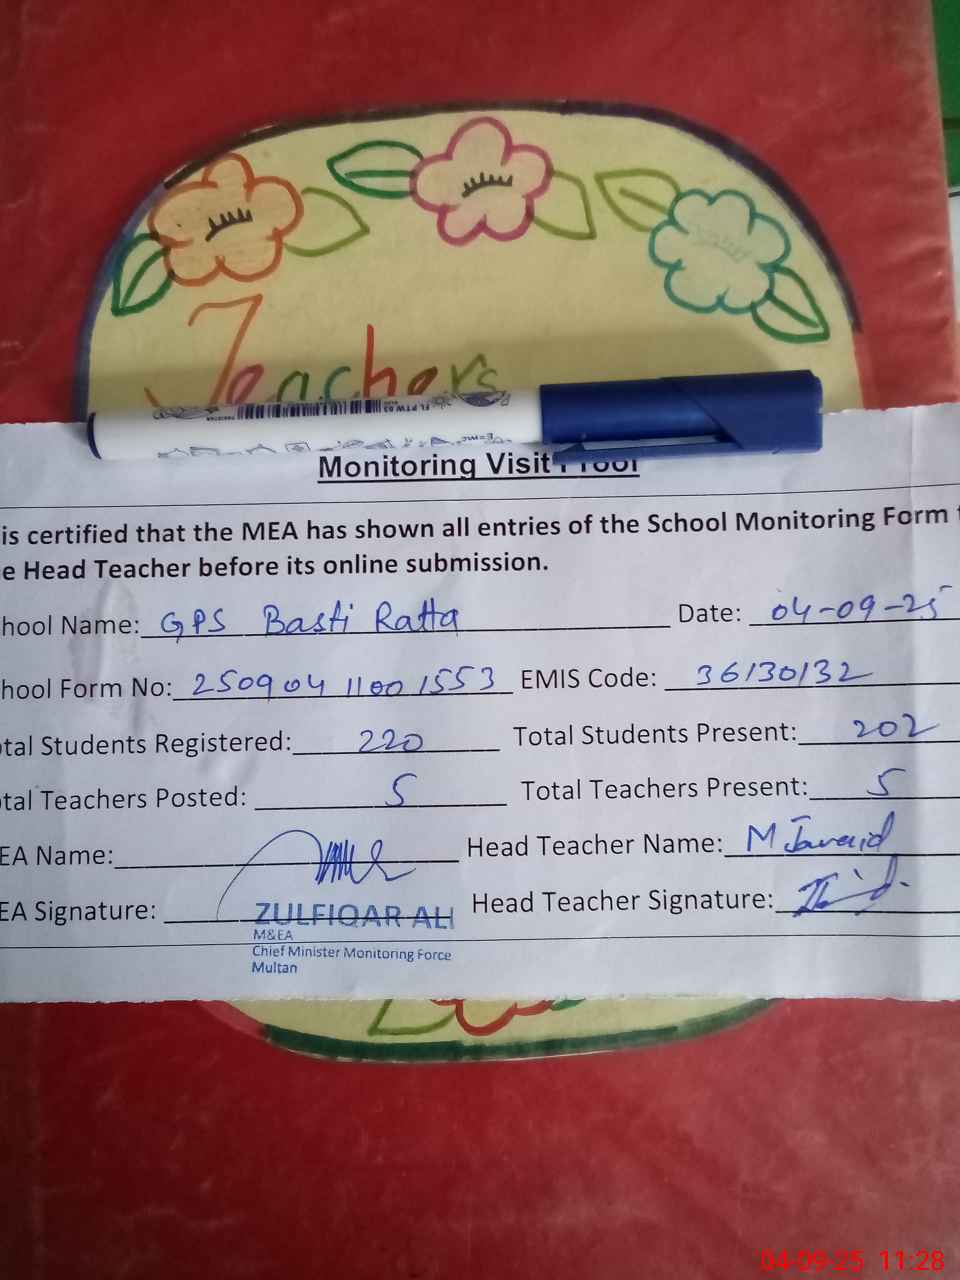 Teachers
Monitoring Visit Proof
is certified that the MEA has shown all entries of the School Monitoring Form
e Head Teacher before its online submission.
hool Name: GPS Basti Ratta Date: 04-09-25
hool Form No: 250904 1100 1553 EMIS Code: 36130132
tal Students Registered: 220 Total Students Present: 202
tal Teachers Posted: 5 Total Teachers Present: 5
EA Name: Head Teacher Name: M Javaid
EA Signature: Head Teacher Signature:
ZULFIQAR ALI
M&EA
Chief Minister Monitoring Force
Multan
04-09-25 11:28